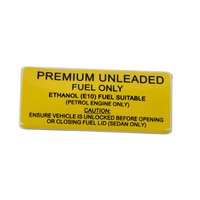 PREMIUM UNLEADED
FUEL ONLY
ETHANOL (E10) FUEL SUITABLE
(PETROL ENGINE ONLY)
CAUTION:
ENSURE VEHICLE IS UNLOCKED BEFORE OPENING
OR CLOSING FUEL LID (SEDAN ONLY)